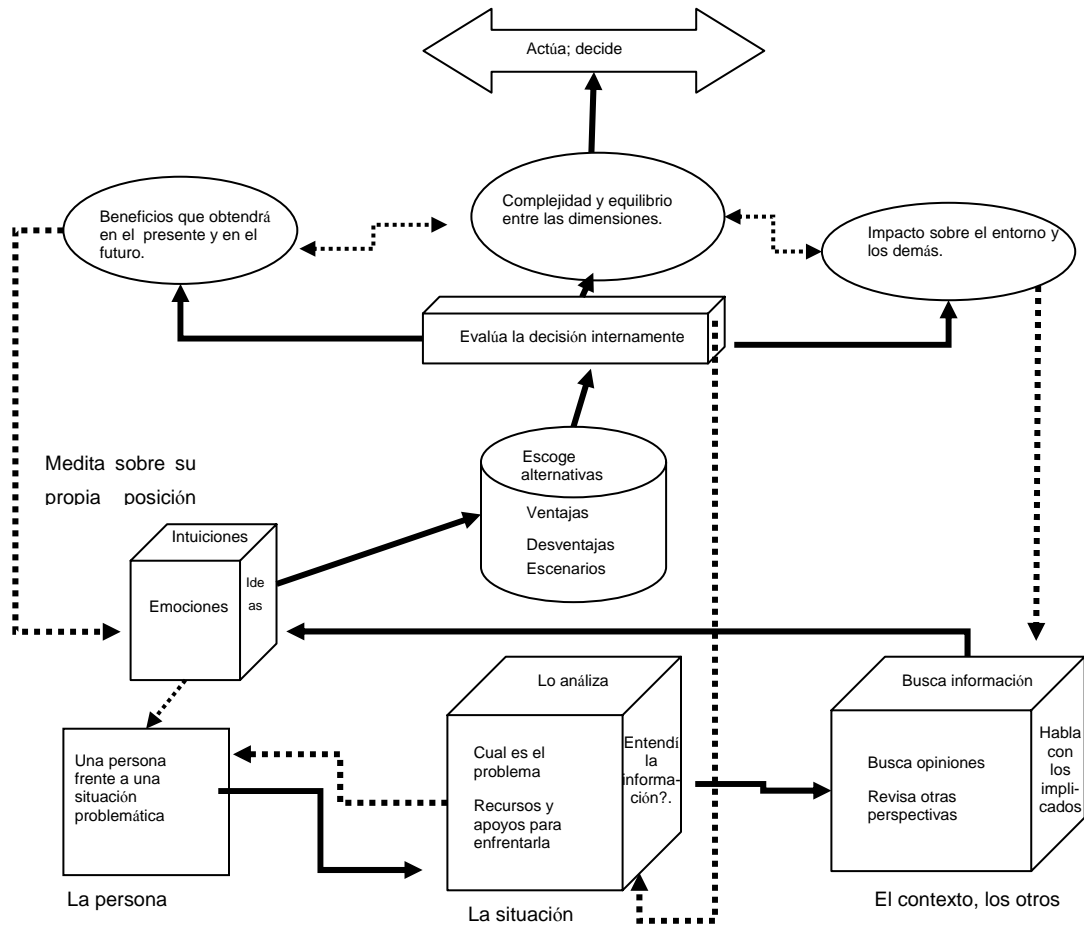 Actúa; decide
Complejidad y equilibrio
entre las dimensiones.
Beneficios que obtendrá
en el presente y en el
futuro.
Impacto sobre el entorno y
los demás.
Evalúa la decisión internamente
Medita sobre su
propia posición
Escoge
alternativas
Ventajas
Desventajas
Escenarios
Intuiciones
Emociones
Ide
as
Lo análiza
Cual es el
problema
Recursos y
apoyos para
enfrentarla
Entendí
la
informa-
ción?.
Busca información
Busca opiniones
Revisa otras
perspectivas
Habla
con
los
impli-
cados
Una persona
frente a una
situación
problemática
La persona
La situación
El contexto, los otros